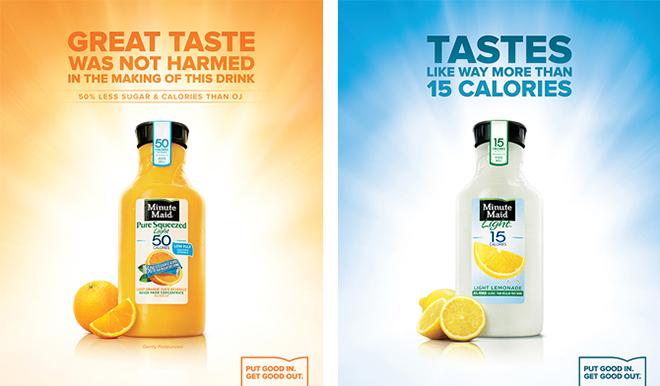 GREAT TASTE
WAS NOT HARMED
IN THE MAKING OF THIS DRINK
50% LESS SUGAR & CALORIES THAN OJ
50
CALORIES
Minute
Maid
Pure Squeezed
Light
50
CALORIES
LOW PULP
LIGHT ORANGE JUICE BEVERAGE
Gently Pasteurized
PUT GOOD IN.
GET GOOD OUT.
TASTES
LIKE WAY MORE THAN
15 CALORIES
15
CALORIES
Minute
Maid
Light
15
CALORIES
LIGHT LEMONADE
PUT GOOD IN.
GET GOOD OUT.